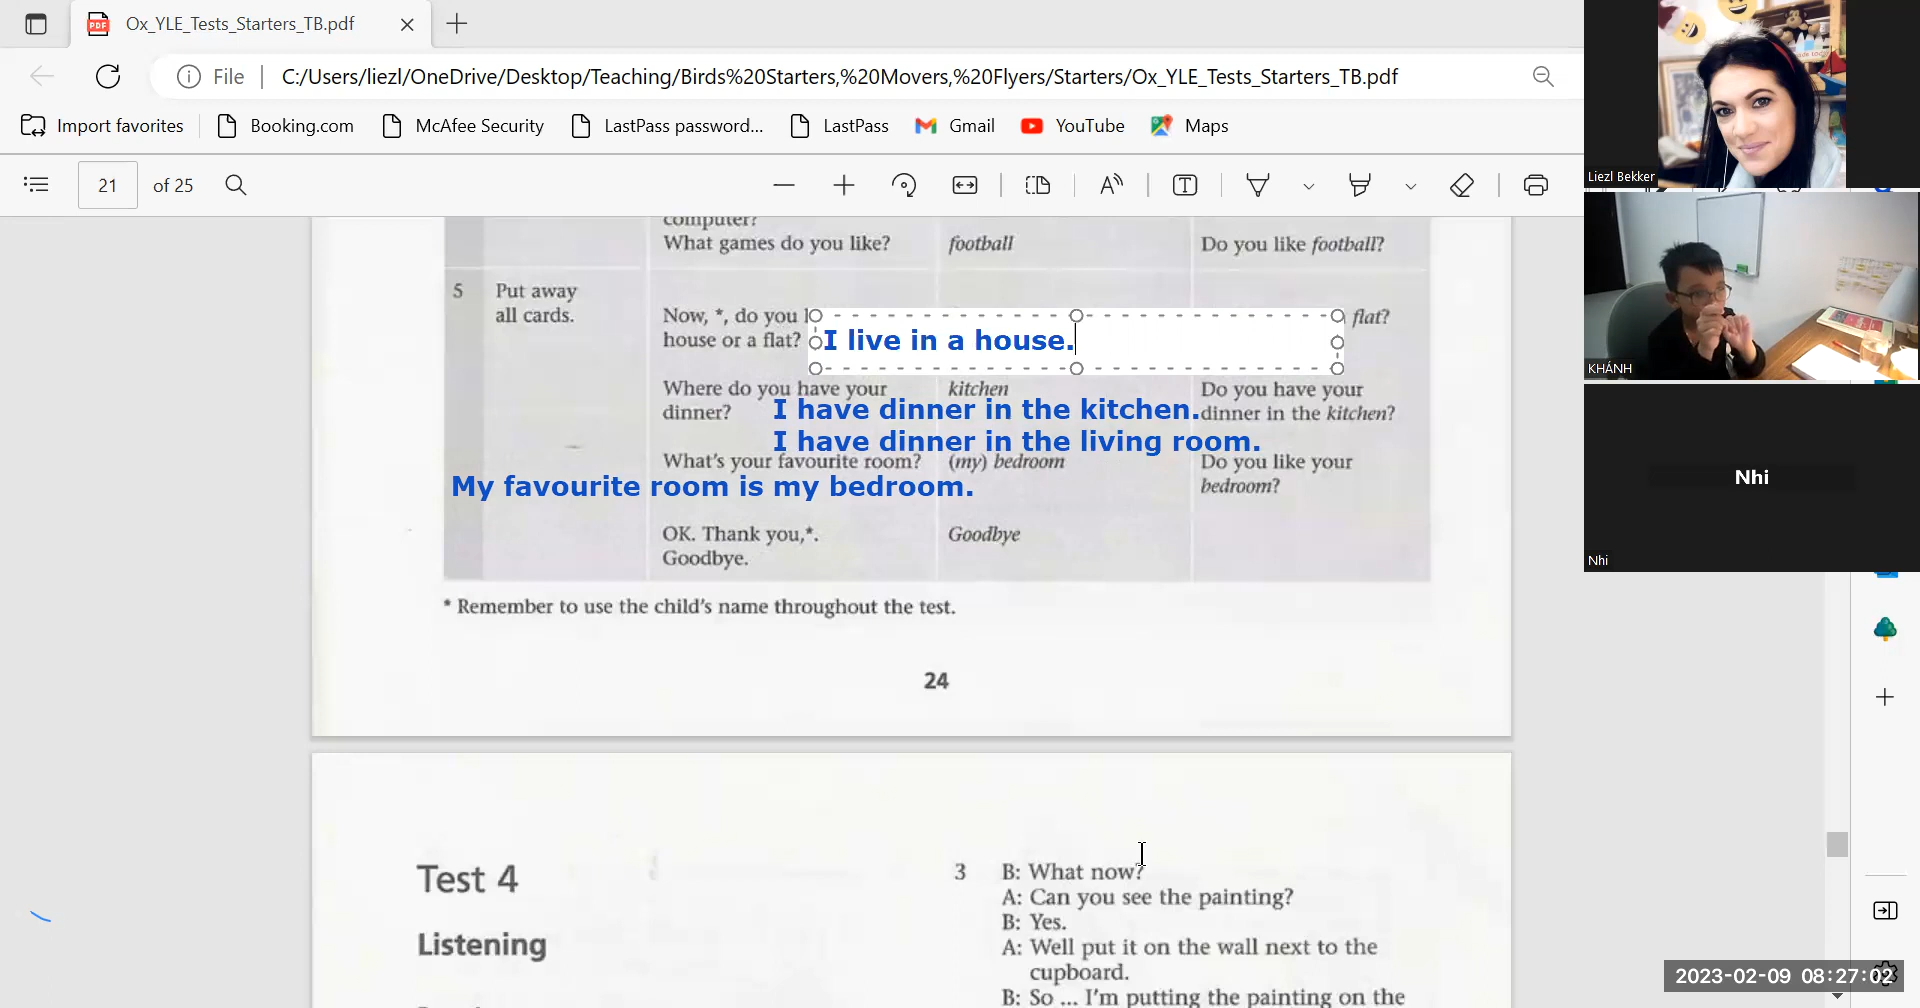 Ox_YLE_Tests_Starters_TB.pdf
File C:/Users/liezl/OneDrive/Desktop/Teaching/Birds%20Starters,%20Movers,%20Flyers/Starters/Ox_YLE_Tests_Starters_TB.pdf
Import favorites Booking.com McAfee Security LastPass password... LastPass Gmail YouTube Maps
21 of 25
computer?
What games do you like? football Do you like football?
5 Put away all cards.
Now, *, do you
house or a flat?
flat?
I live in a house.
Where do you have your dinner?
kitchen
Do you have your dinner in the kitchen?
I have dinner in the kitchen.
I have dinner in the living room.
What's your favourite room? (my) bedroom
Do you like your bedroom?
My favourite room is my bedroom.
OK. Thank you,*. Goodbye
Goodbye.
* Remember to use the child's name throughout the test.
24
Test 4
Listening
3 B: What now?
A: Can you see the painting?
B: Yes.
A: Well put it on the wall next to the
cupboard.
B: So ... I'm putting the painting on the
Liezl Bekker
KHÁNH
Nhi
Nhi
2023-02-09 08:27:02